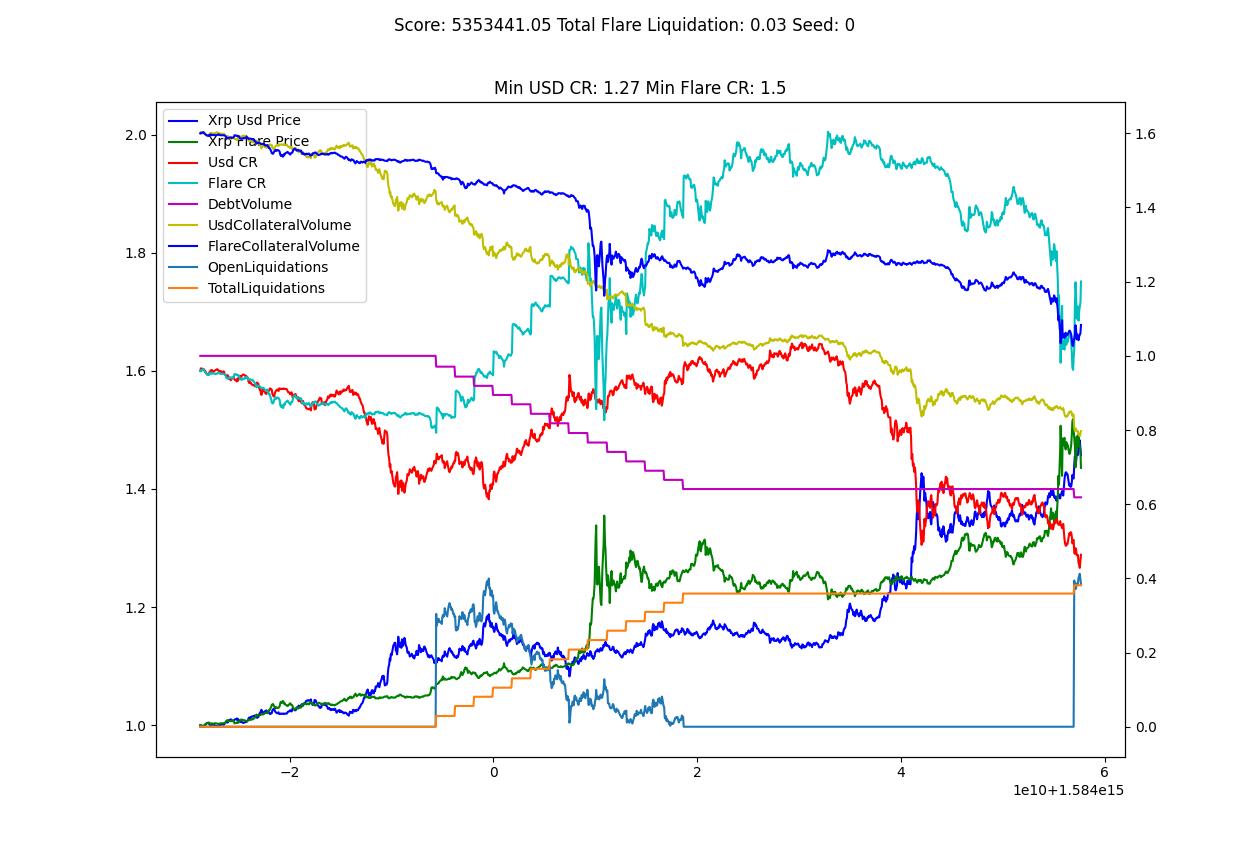 Score: 5353441.05 Total Flare Liquidation: 0.03 Seed: 0
Min USD CR: 1.27 Min Flare CR: 1.5
Xrp Usd Price
Xrp Flare Price
Usd CR
Flare CR
DebtVolume
UsdCollateralVolume
FlareCollateralVolume
OpenLiquidations
TotalLiquidations
2.0
1.8
1.6
1.4
1.2
1.0
1.6
1.4
1.2
1.0
0.8
0.6
0.4
0.2
0.0
−2
0
2
4
6
1e10+1.584e15